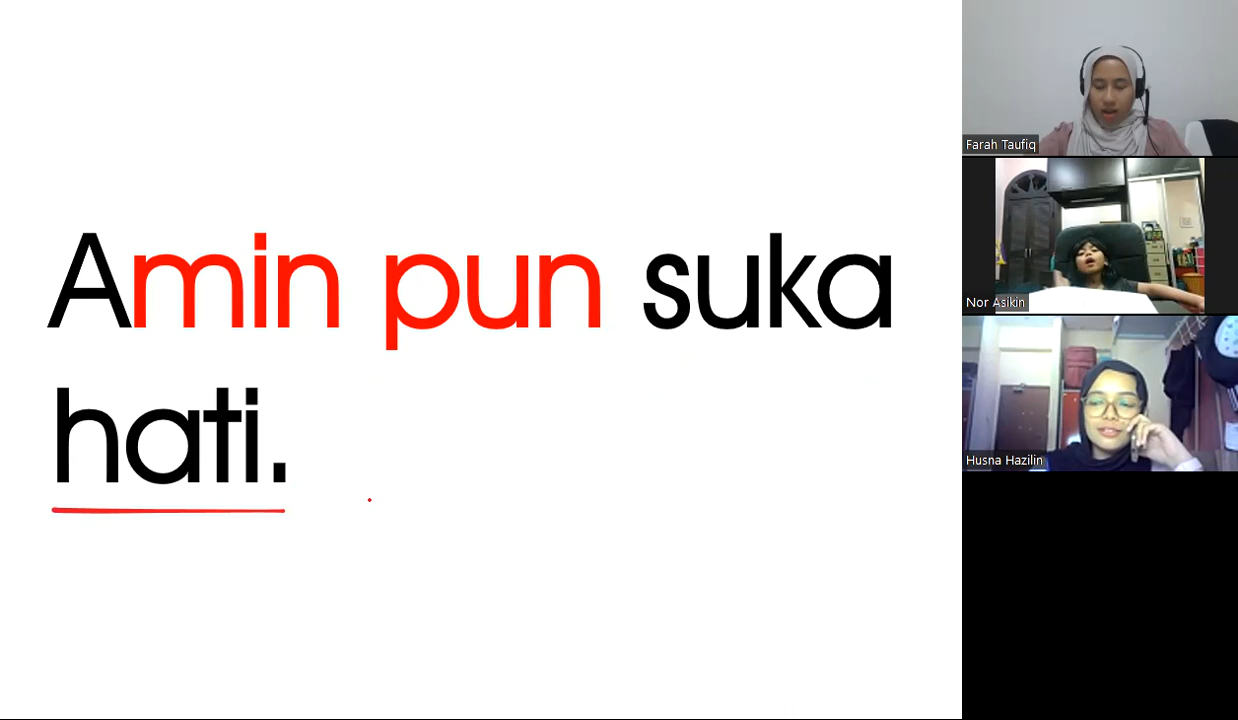 Amin pun suka
hati.
Farah Taufiq
Nor Asikin
Husna Hazilin